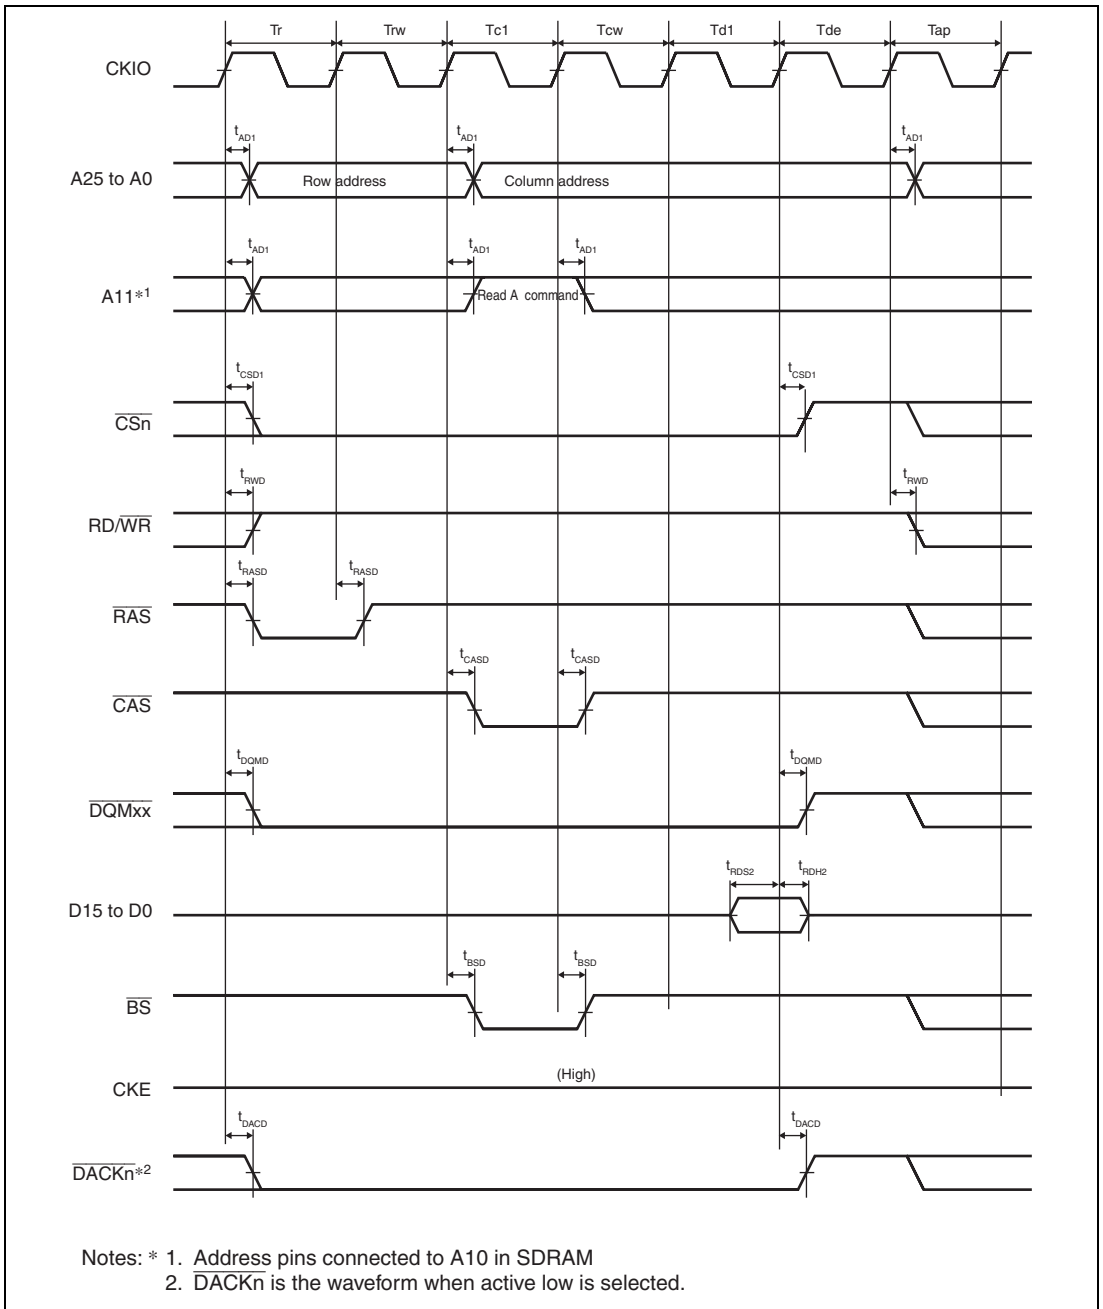 Tr Trw Tc1 Tcw Td1 Tde Tap
CKIO
tAD1 tAD1 tAD1
A25 to A0 Row address Column address
tAD1 tAD1 tAD1
A11*1 Read A command
tCSD1 tCSD1
CSn
tRWD tRWD
RD/WR
tRASD tRASD
RAS
tCASD tCASD
CAS
tDQMD tDQMD
DQMxx
tRDS2 tRDH2
D15 to D0
tBSD tBSD
BS
(High)
CKE
tDACD tDACD
DACKn*2
Notes: * 1. Address pins connected to A10 in SDRAM
2. DACKn is the waveform when active low is selected.